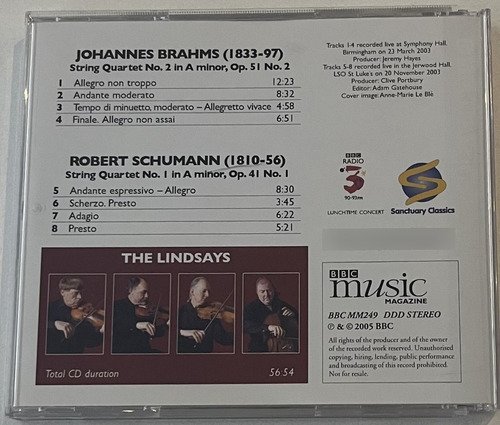 JOHANNES BRAHMS (1833-97)
String Quartet No. 2 in A minor, Op. 51 No. 2
1 Allegro non troppo 12:23
2 Andante moderato 8:32
3 Tempo di minuetto, moderato – Allegretto vivace 4:58
4 Finale. Allegro non assai 6:51
ROBERT SCHUMANN (1810-56)
String Quartet No. 1 in A minor, Op. 41 No. 1
5 Andante espressivo – Allegro 8:30
6 Scherzo. Presto 3:45
7 Adagio 6:22
8 Presto 5:21
THE LINDSAYS
Total CD duration 56:54
Tracks 1-4 recorded live at Symphony Hall,
Birmingham on 23 March 2003
Producer: Jeremy Hayes
Tracks 5-8 recorded live in the Jerwood Hall,
LSO St Luke's on 20 November 2003
Producer: Clive Portbury
Editor: Adam Gatehouse
Cover image: Anne-Marie Le Blé
BBC
RADIO
3
90-93 FM
LUNCHTIME CONCERT
S
Sanctuary Classics
BBC
music
MAGAZINE
BBC MM249 DDD STEREO
℗ & © 2005 BBC
All rights of the producer and of the owner
of the recorded work reserved. Unauthorised
copying, hiring, lending, public performance
and broadcasting of this record prohibited.
Not for resale.